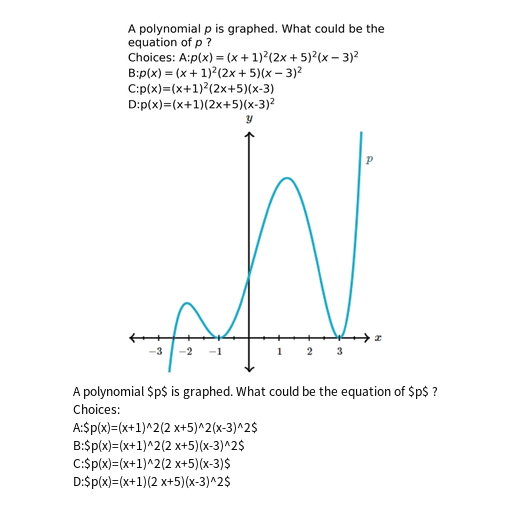 A polynomial p is graphed. What could be the
equation of p ?
Choices: A:p(x) = (x + 1)²(2x + 5)²(x − 3)²
B:p(x) = (x + 1)²(2x + 5)(x − 3)²
C:p(x)=(x+1)²(2x+5)(x-3)
D:p(x)=(x+1)(2x+5)(x-3)²
y
p
x
−3 −2 −1 1 2 3
A polynomial $p$ is graphed. What could be the equation of $p$ ?
Choices:
A:$p(x)=(x+1)^2(2 x+5)^2(x-3)^2$
B:$p(x)=(x+1)^2(2 x+5)(x-3)^2$
C:$p(x)=(x+1)^2(2 x+5)(x-3)$
D:$p(x)=(x+1)(2 x+5)(x-3)^2$